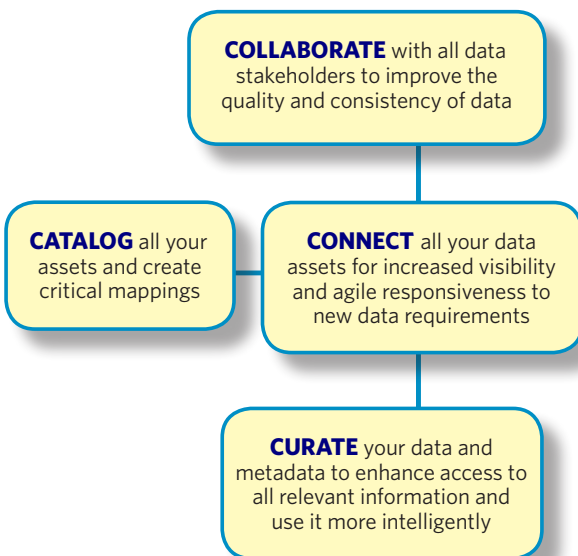 COLLABORATE with all data
stakeholders to improve the
quality and consistency of data
CATALOG all your
assets and create
critical mappings
CONNECT all your data
assets for increased visibility
and agile responsiveness to
new data requirements
CURATE your data and
metadata to enhance access to
all relevant information and
use it more intelligently